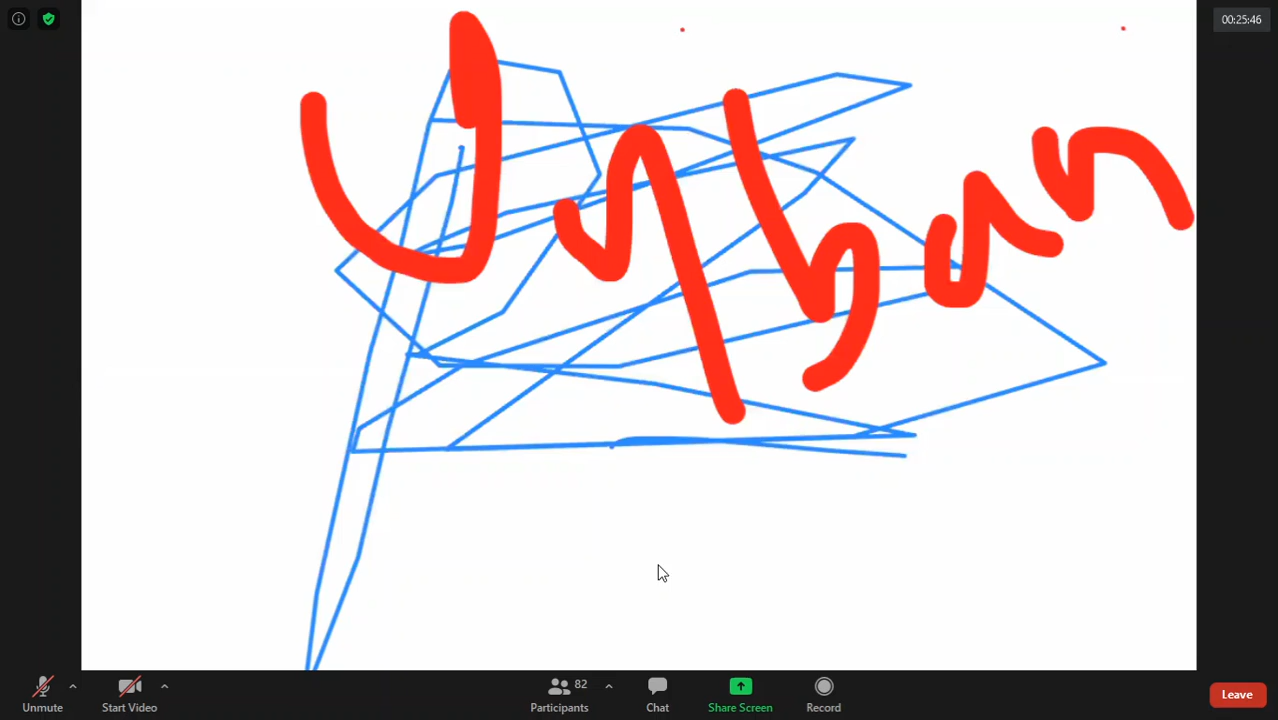 00:25:46
Urban
Unmute
Start Video
82
Participants
Chat
Share Screen
Record
Leave